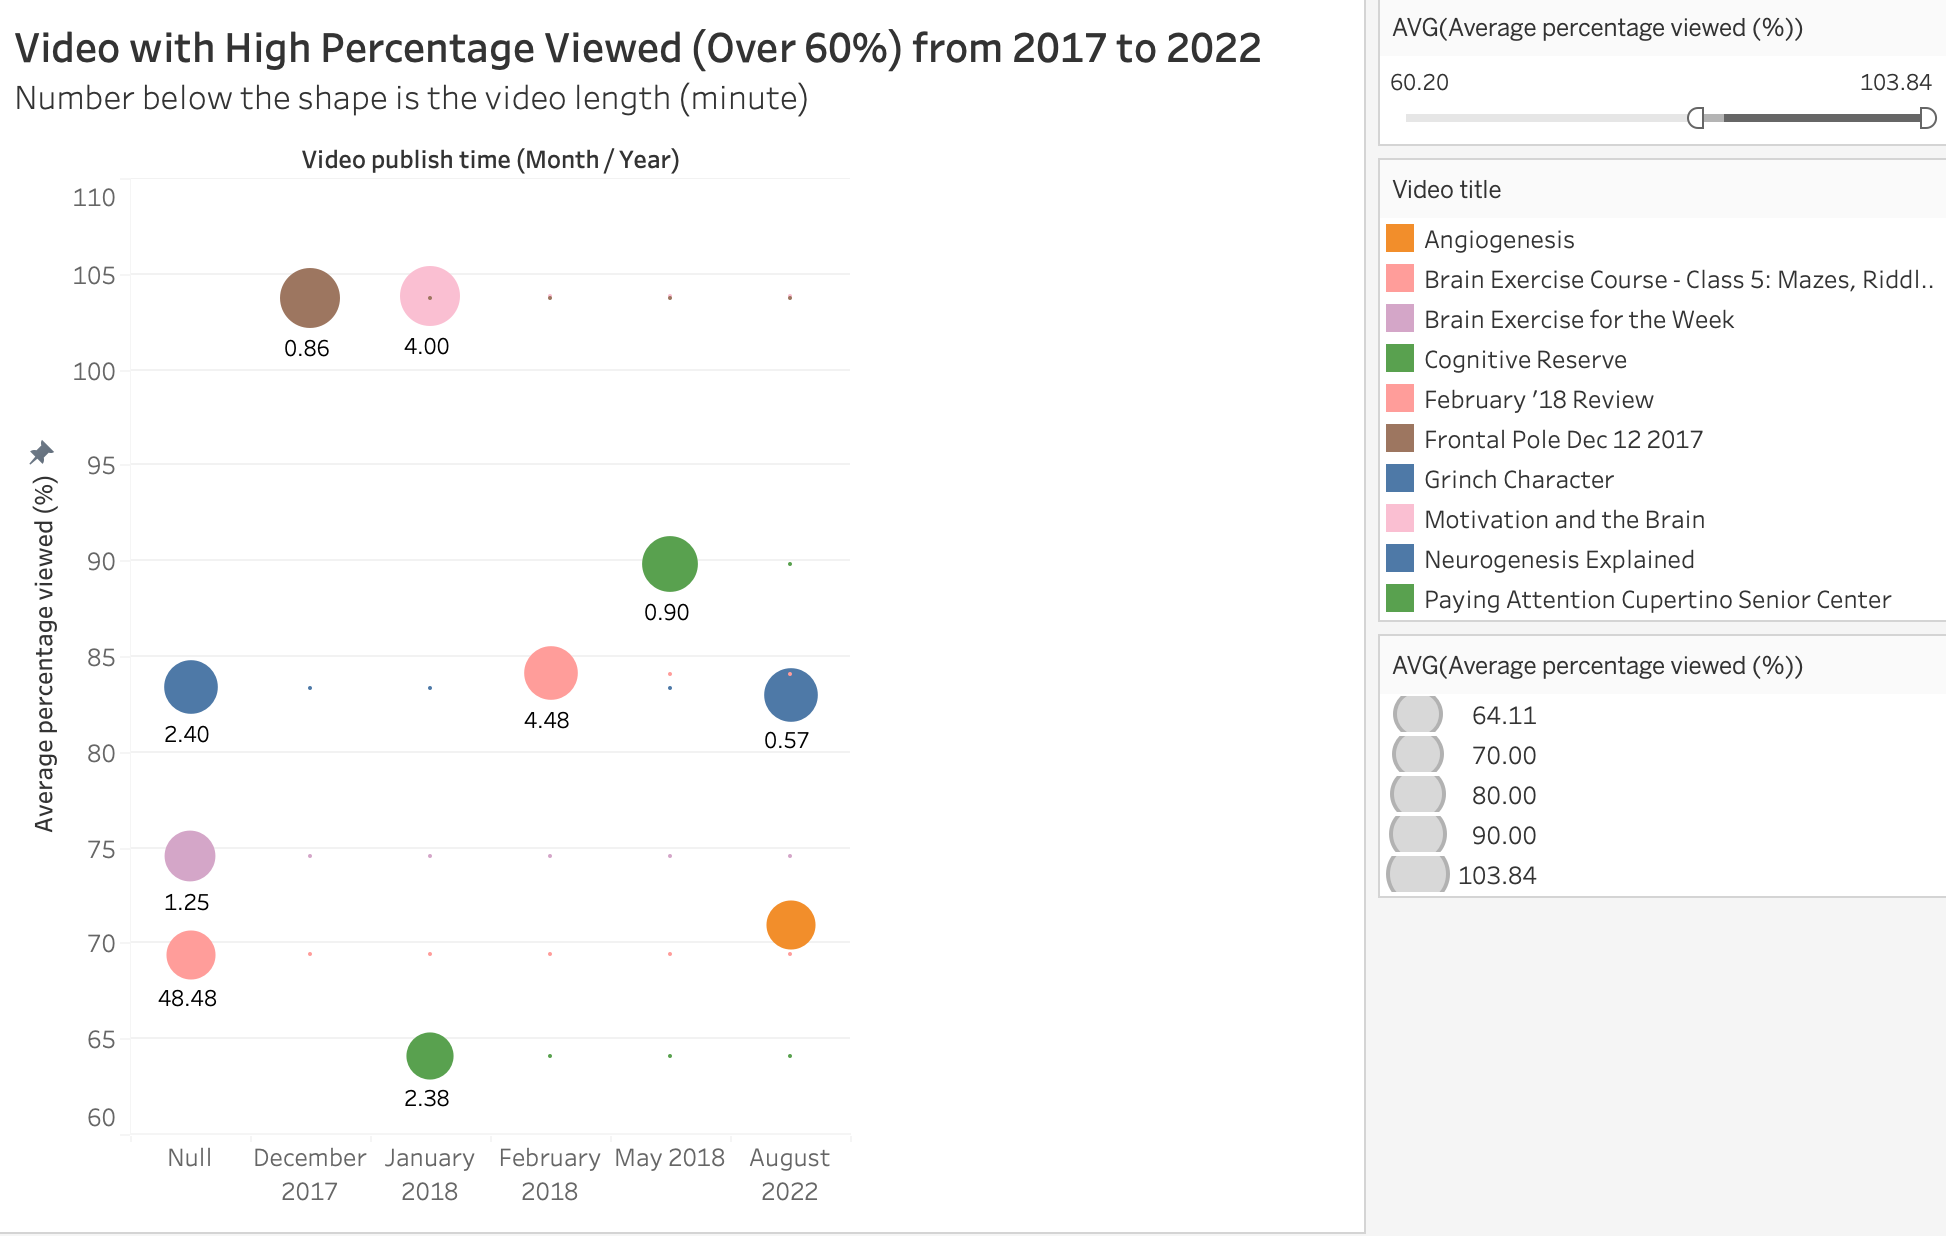 Video with High Percentage Viewed (Over 60%) from 2017 to 2022
Number below the shape is the video length (minute)
Video publish time (Month / Year)
Average percentage viewed (%)
110
105
100
95
90
85
80
75
70
65
60
0.86
4.00
0.90
2.40
4.48
0.57
1.25
48.48
2.38
Null
December 2017
January 2018
February 2018
May 2018
August 2022
AVG(Average percentage viewed (%))
60.20
103.84
Video title
Angiogenesis
Brain Exercise Course - Class 5: Mazes, Riddl..
Brain Exercise for the Week
Cognitive Reserve
February '18 Review
Frontal Pole Dec 12 2017
Grinch Character
Motivation and the Brain
Neurogenesis Explained
Paying Attention Cupertino Senior Center
AVG(Average percentage viewed (%))
64.11
70.00
80.00
90.00
103.84